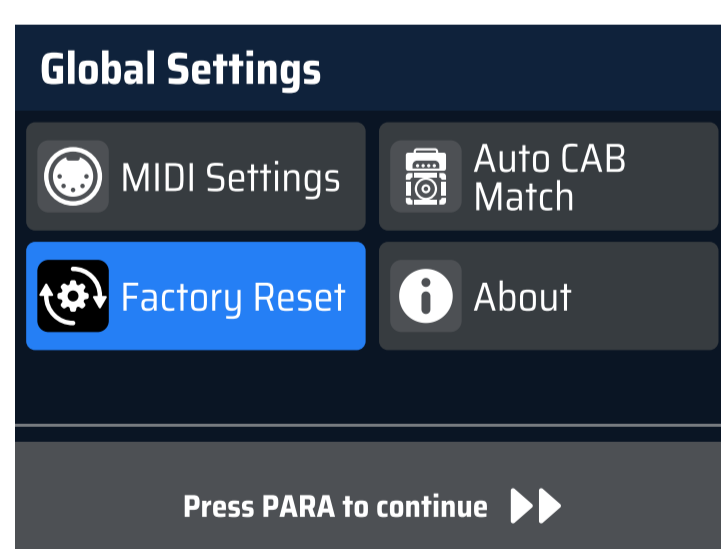 Global Settings
MIDI Settings
Auto CAB
Match
Factory Reset
About
Press PARA to continue